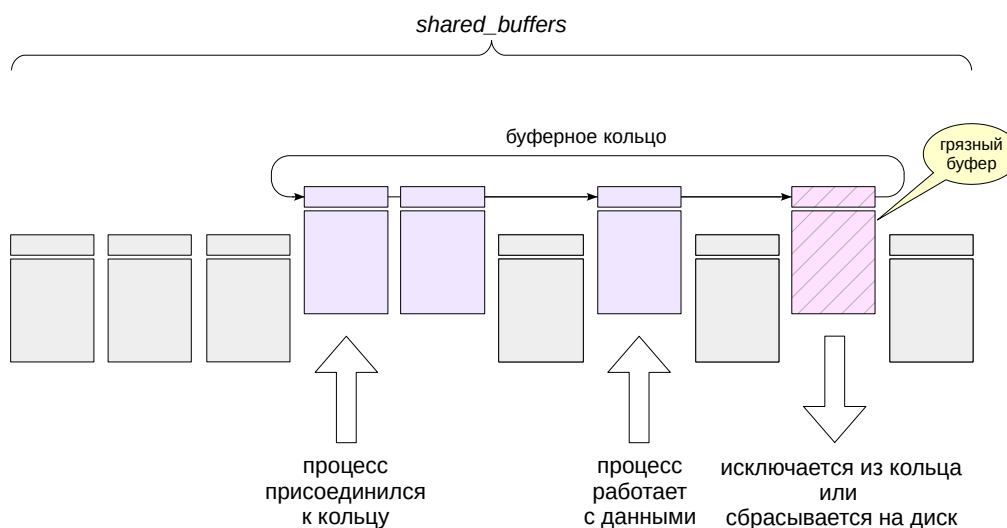 shared_buffers
буферное кольцо
грязный
буфер
процесс
присоединился
к кольцу
процесс
работает
с данными
исключается из кольца
или
сбрасывается на диск